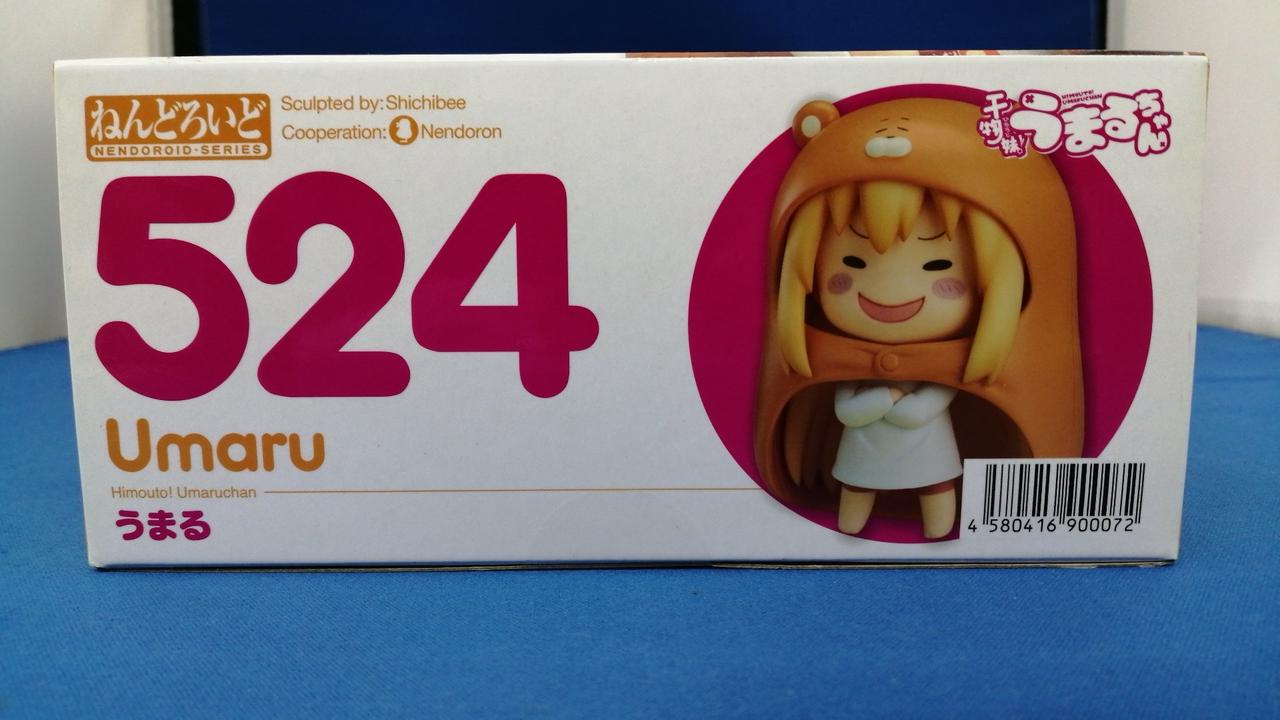 ねんどろいど
NENDOROID·SERIES
Sculpted by: Shichibee
Cooperation: Nendoron
HIMOUTO!
UMARUCHAN
干物妹!
うまるちゃん
524
Umaru
Himouto! Umaruchan
うまる
4 580416 900072